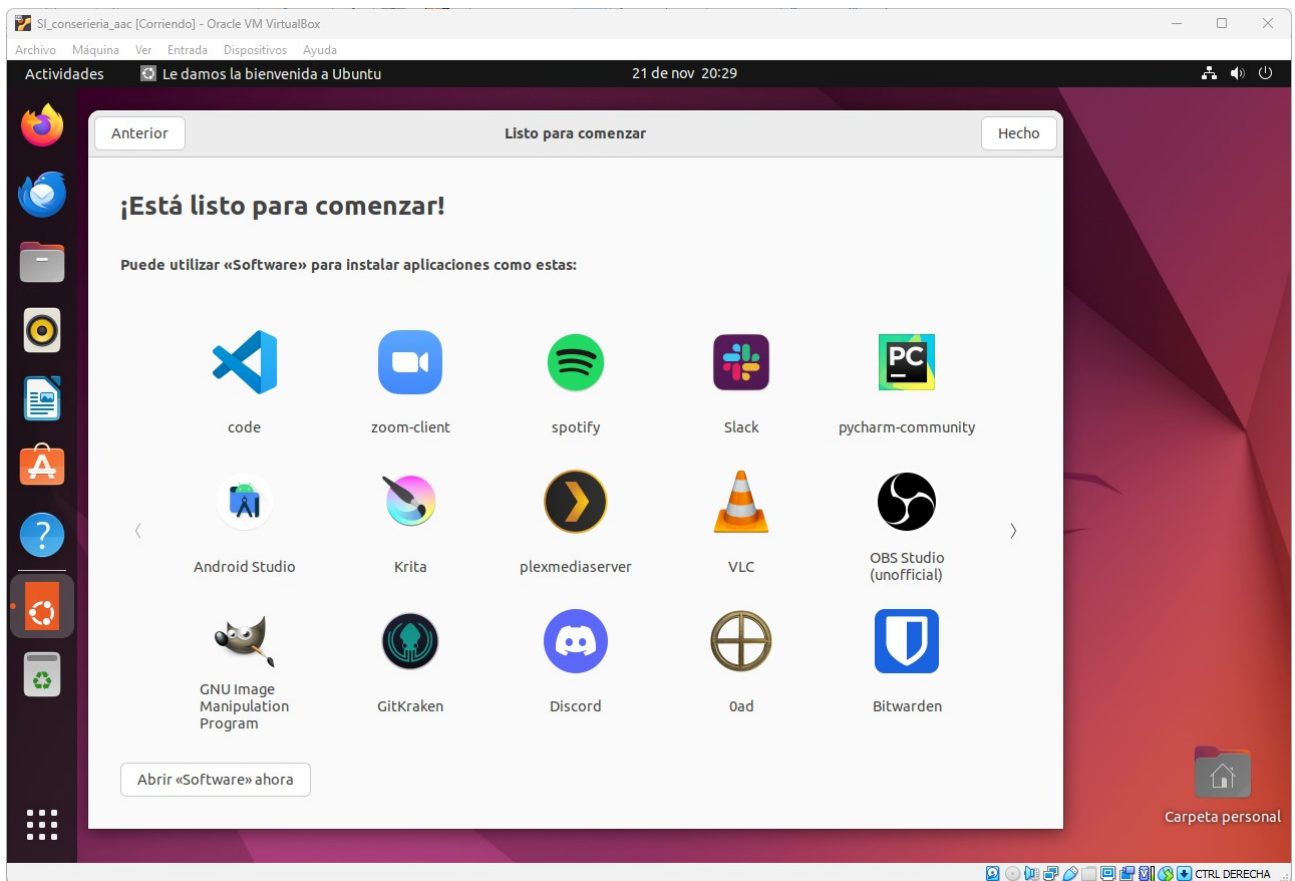 SI_conserieria_aac [Corriendo] - Oracle VM VirtualBox
Archivo Máquina Ver Entrada Dispositivos Ayuda
Actividades Le damos la bienvenida a Ubuntu 21 de nov 20:29
Anterior Listo para comenzar Hecho
¡Está listo para comenzar!
Puede utilizar «Software» para instalar aplicaciones como estas:
PC
code zoom-client spotify Slack pycharm-community
Android Studio Krita plexmediaserver VLC OBS Studio
(unofficial)
GNU Image
Manipulation
Program
GitKraken Discord 0ad Bitwarden
Abrir «Software» ahora
Carpeta personal
CTRL DERECHA